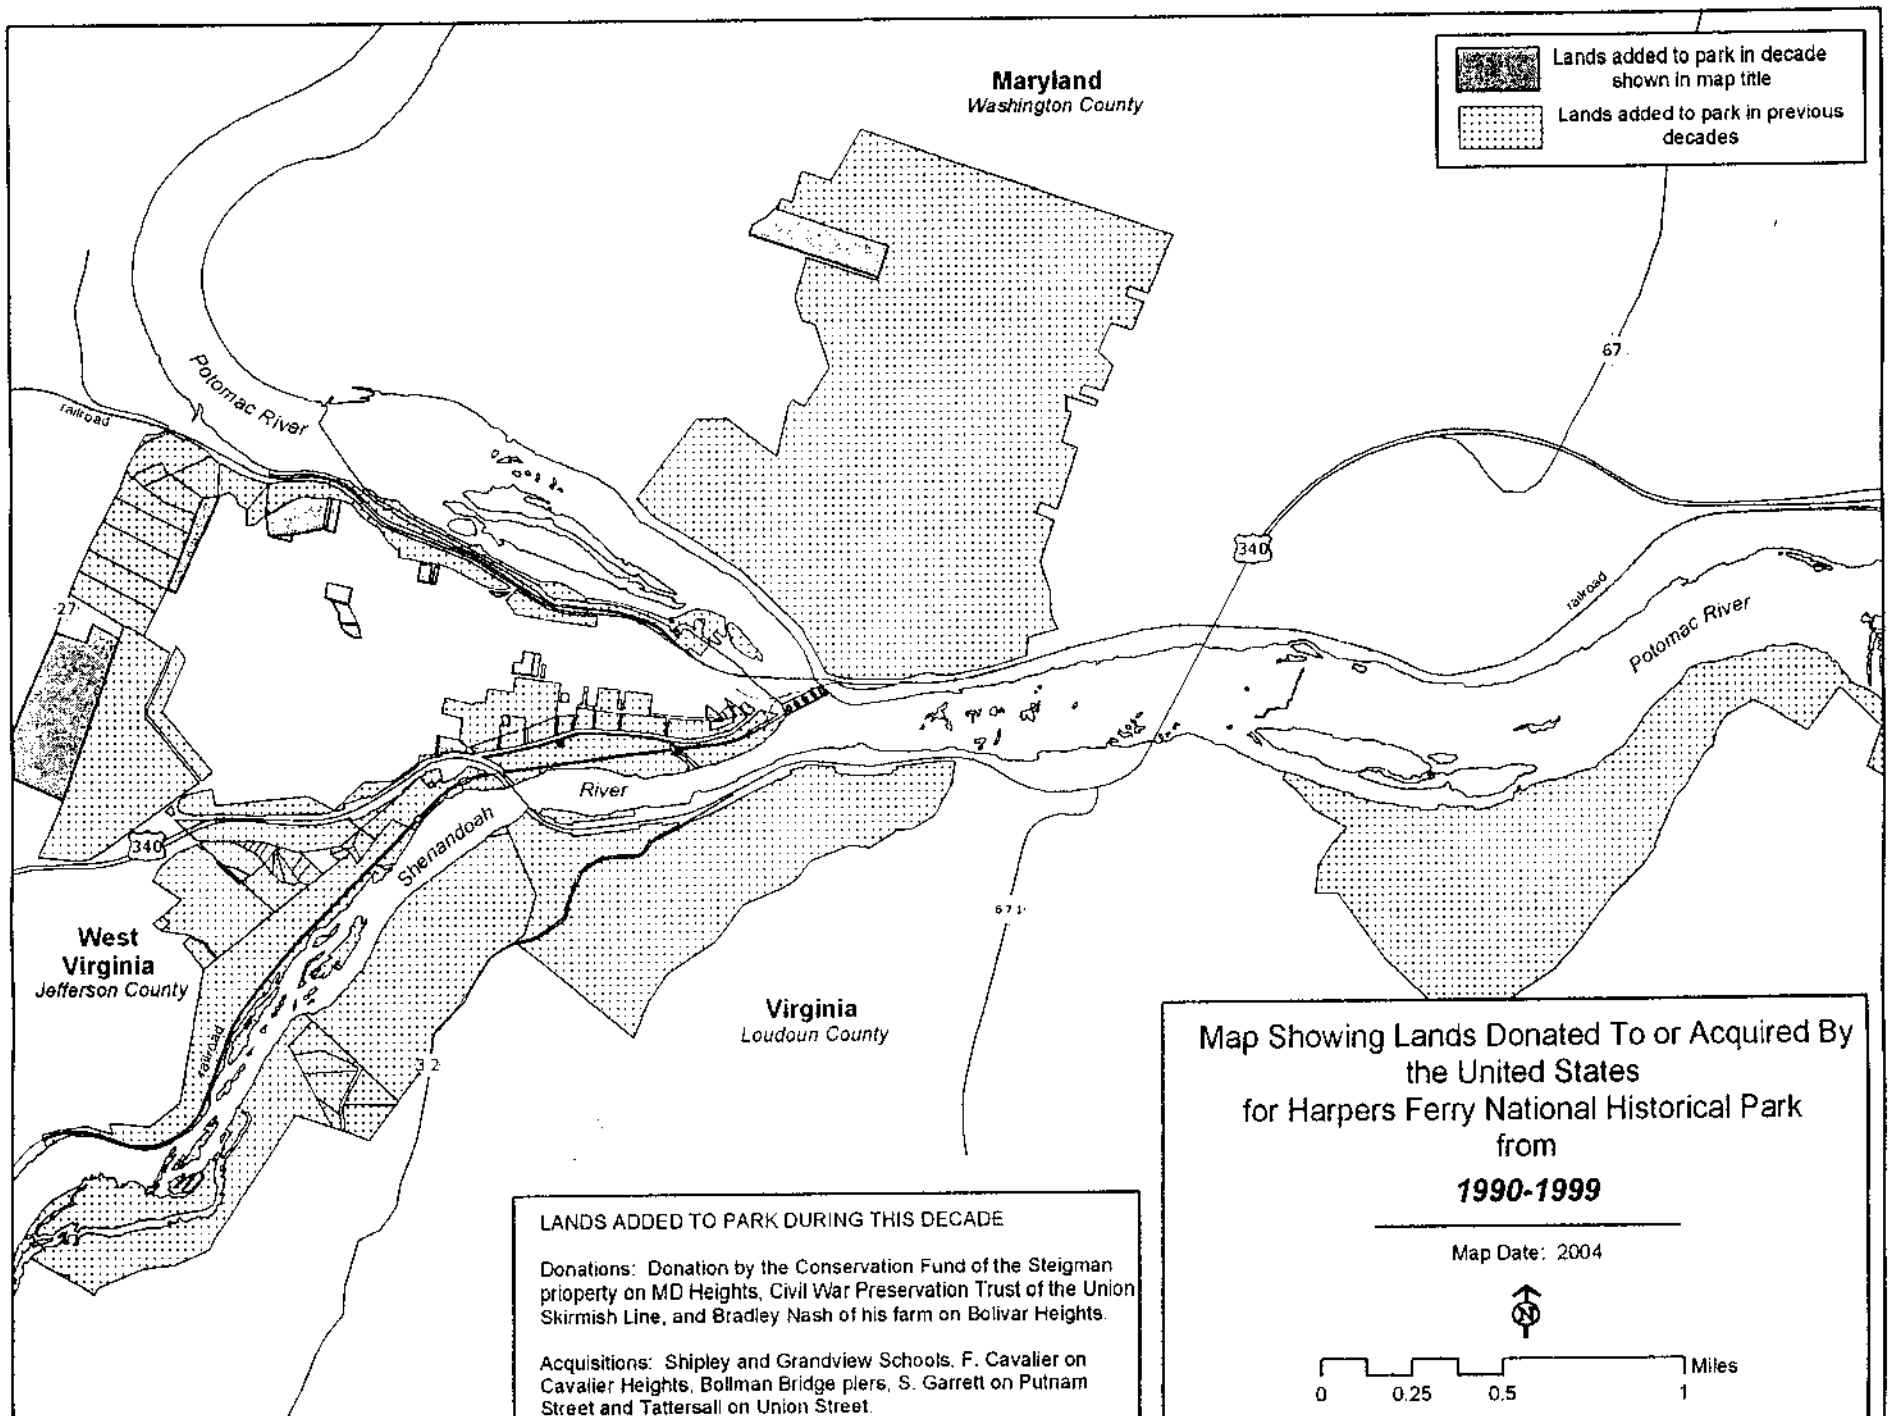 Maryland
Washington County
Lands added to park in decade
shown in map title
Lands added to park in previous
decades
67
Potomac River
railroad
340
27
railroad
Potomac River
River
Shenandoah
340
671
West
Virginia
Jefferson County
Virginia
Loudoun County
railroad
32
Map Showing Lands Donated To or Acquired By
the United States
for Harpers Ferry National Historical Park
from
1990-1999
Map Date: 2004
N
Miles
0 0.25 0.5 1
LANDS ADDED TO PARK DURING THIS DECADE
Donations: Donation by the Conservation Fund of the Steigman
prioperty on MD Heights, Civil War Preservation Trust of the Union
Skirmish Line, and Bradley Nash of his farm on Bolivar Heights.
Acquisitions: Shipley and Grandview Schools, F. Cavalier on
Cavalier Heights, Bollman Bridge piers, S. Garrett on Putnam
Street and Tattersall on Union Street.